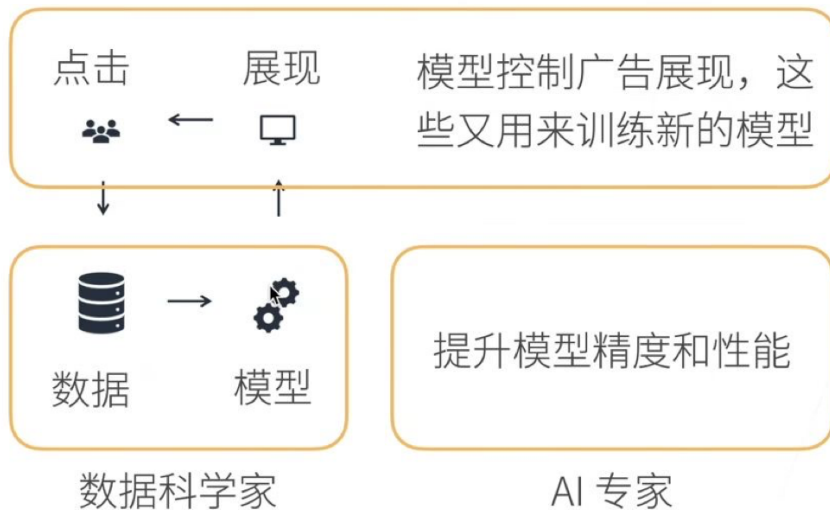 点击
展现
模型控制广告展现，这
些又用来训练新的模型
数据
模型
提升模型精度和性能
数据科学家
AI 专家